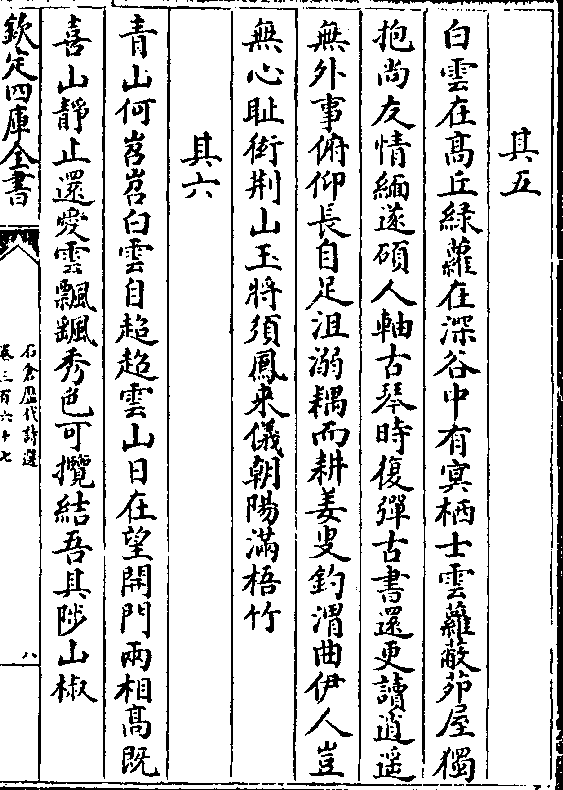 其五
白雲在髙丘綠蘿在深谷中有㝠栖士雲蘿蔽茆屋獨
抱尚友情緬遂碩人軸古琴時復彈古書還更讀逍遥
無外事俯仰長自足沮溺耦而耕姜叟釣渭曲伊人豈
無心耻衒荆山玉將須鳳来儀朝陽滿梧竹
其六
青山何岧岧白雲自超超雲山日在望開門兩相髙既
喜山靜止還愛雲飄颻秀色可攬結吾其陟山椒
欽定四庫全書
石倉歴代詩選
卷三百六十七
八